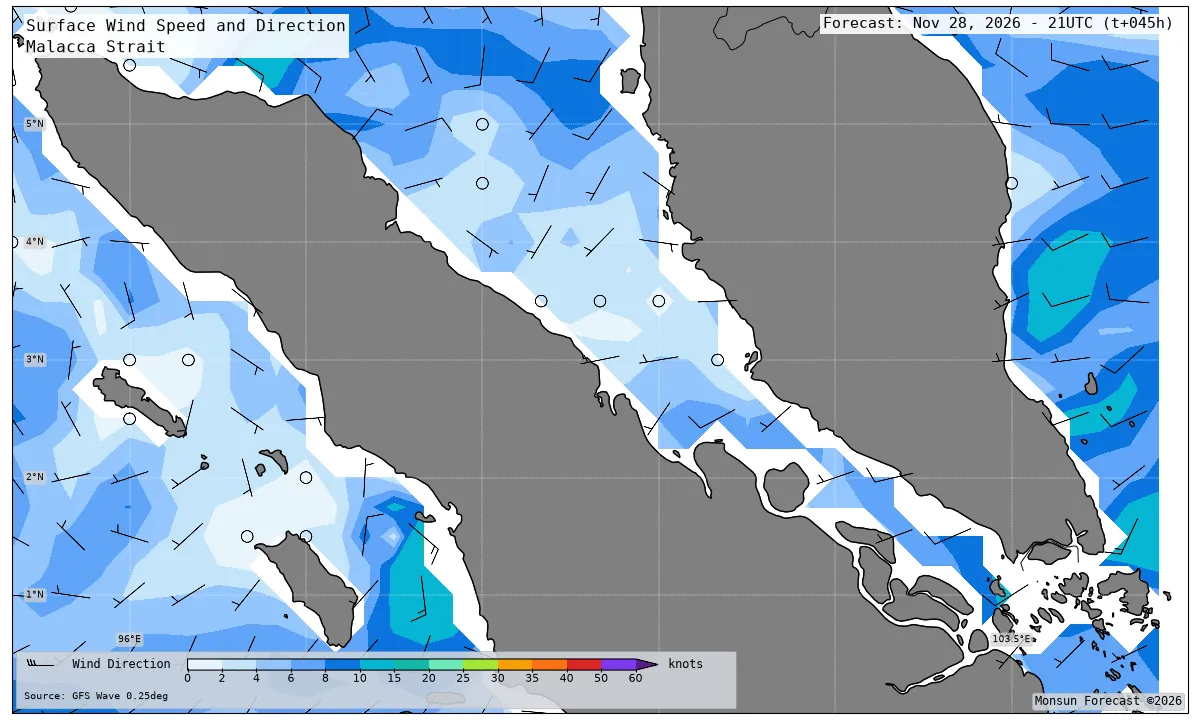 Surface Wind Speed and Direction
Malacca Strait
Forecast: Nov 28, 2026 - 21UTC (t+045h)
5°N
4°N
3°N
2°N
1°N
96°E
103.5°E
Wind Direction
knots
0 2 4 6 8 10 15 20 25 30 35 40 50 60
Source: GFS Wave 0.25deg
Monsun Forecast ©2026